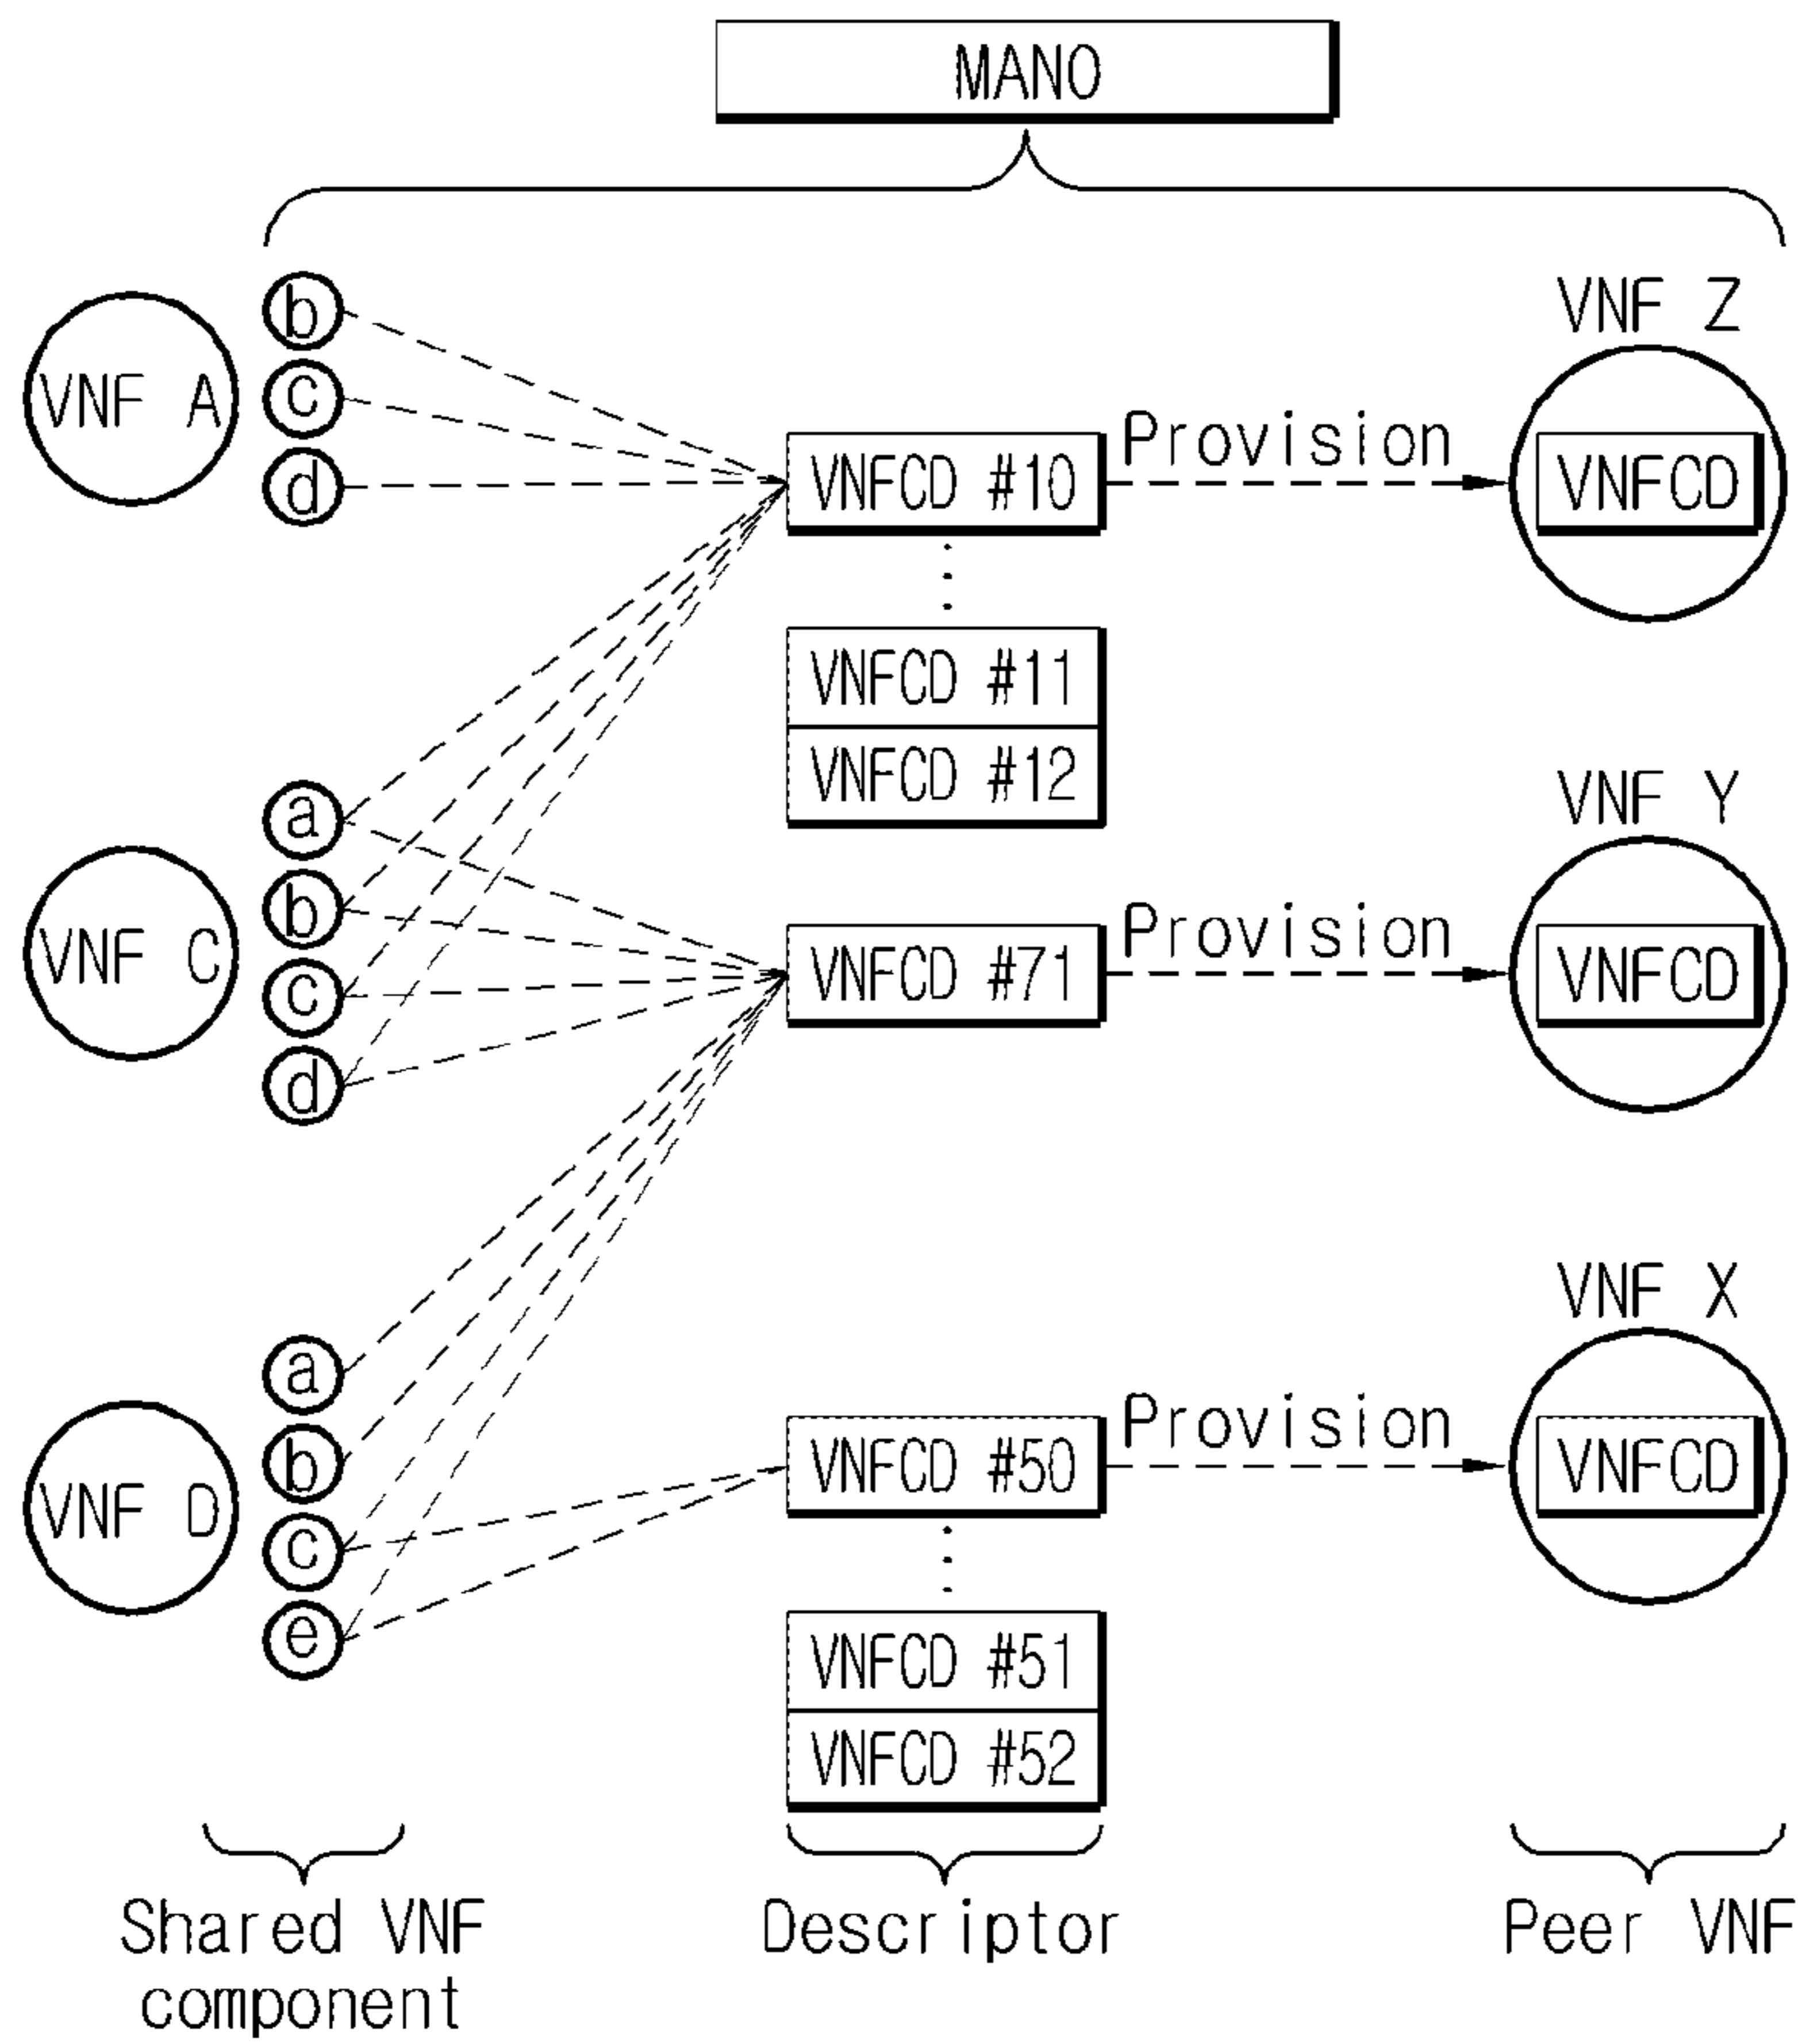 MANO
VNF A
b
c
d
VNFCD #10
Provision
VNF Z
VNFCD
VNFCD #11
VNFCD #12
VNF C
a
b
c
d
VNFCD #71
Provision
VNF Y
VNFCD
VNF D
a
b
c
e
VNFCD #50
Provision
VNF X
VNFCD
VNFCD #51
VNFCD #52
Shared VNF
component
Descriptor
Peer VNF